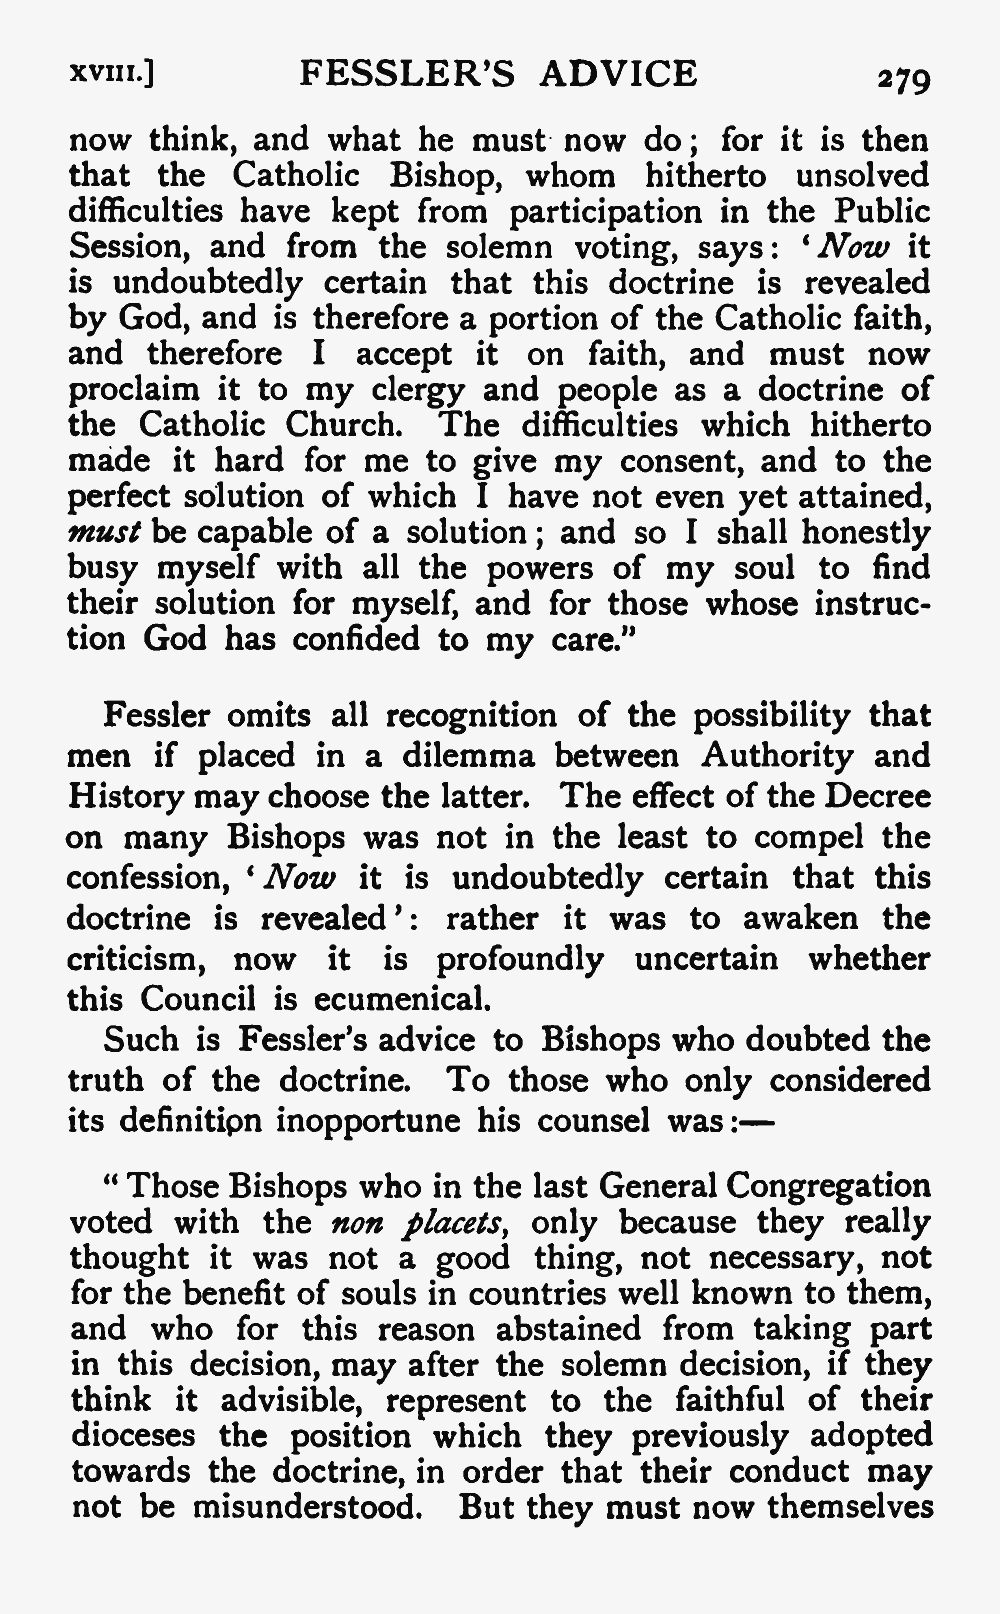 XVIII.] FESSLER'S ADVICE 279
now think, and what he must now do; for it is then
that the Catholic Bishop, whom hitherto unsolved
difficulties have kept from participation in the Public
Session, and from the solemn voting, says: ‘Now it
is undoubtedly certain that this doctrine is revealed
by God, and is therefore a portion of the Catholic faith,
and therefore I accept it on faith, and must now
proclaim it to my clergy and people as a doctrine of
the Catholic Church. The difficulties which hitherto
made it hard for me to give my consent, and to the
perfect solution of which I have not even yet attained,
must be capable of a solution; and so I shall honestly
busy myself with all the powers of my soul to find
their solution for myself, and for those whose instruc-
tion God has confided to my care.”
Fessler omits all recognition of the possibility that
men if placed in a dilemma between Authority and
History may choose the latter. The effect of the Decree
on many Bishops was not in the least to compel the
confession, ‘Now it is undoubtedly certain that this
doctrine is revealed’: rather it was to awaken the
criticism, now it is profoundly uncertain whether
this Council is ecumenical.
Such is Fessler's advice to Bishops who doubted the
truth of the doctrine. To those who only considered
its definition inopportune his counsel was:—
“Those Bishops who in the last General Congregation
voted with the non placets, only because they really
thought it was not a good thing, not necessary, not
for the benefit of souls in countries well known to them,
and who for this reason abstained from taking part
in this decision, may after the solemn decision, if they
think it advisible, represent to the faithful of their
dioceses the position which they previously adopted
towards the doctrine, in order that their conduct may
not be misunderstood. But they must now themselves